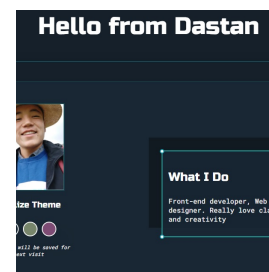 Hello from Dastan
ize Theme
will be saved for
ext visit
What I Do
Front-end developer, Web
designer. Really love cla
and creativity